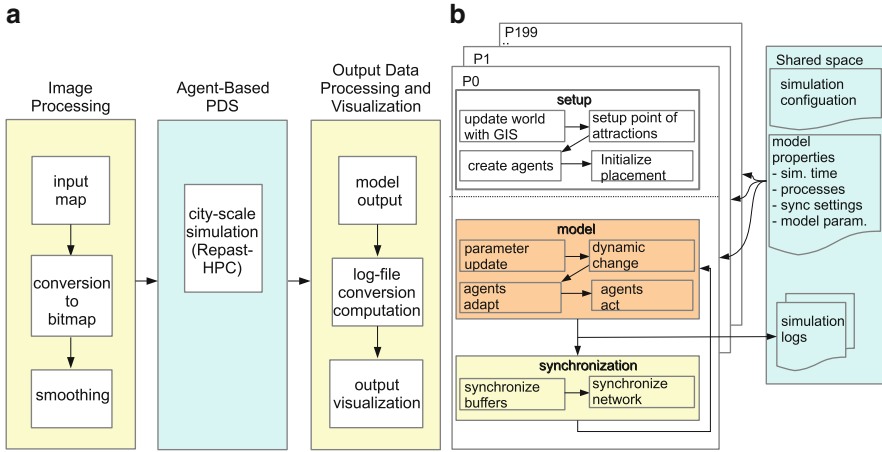 a
Image
Processing
input
map
conversion
to
bitmap
smoothing
Agent-Based
PDS
city-scale
simulation
(Repast-
HPC)
Output Data
Processing and
Visualization
model
output
log-file
conversion
computation
output
visualization
b
P199
..
P1
P0
setup
update world
with GIS
setup point of
attractions
create agents
Initialize
placement
model
parameter
update
dynamic
change
agents
adapt
agents
act
synchronization
synchronize
buffers
synchronize
network
Shared space
simulation
configuation
model
properties
- sim. time
- processes
- sync settings
- model param.
simulation
logs